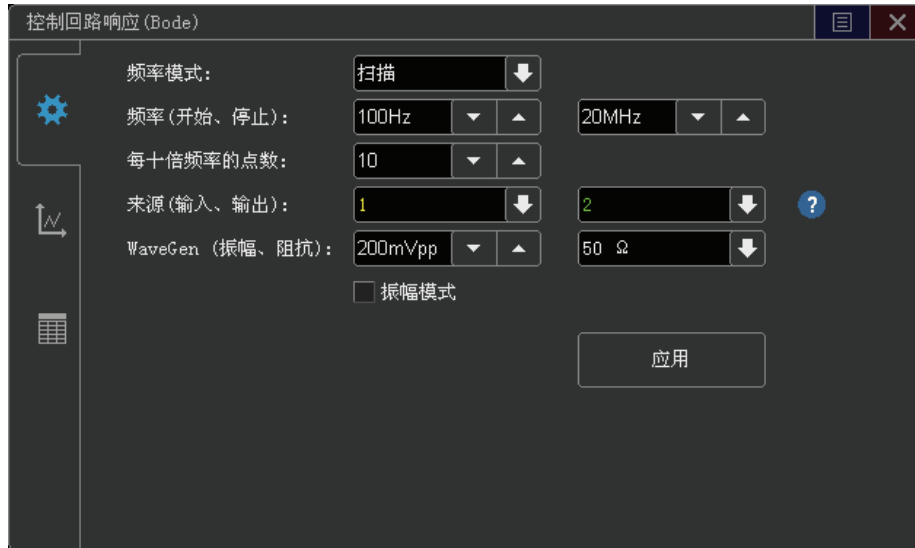 控制回路响应(Bode)
频率模式: 扫描
频率(开始、停止): 100Hz 20MHz
每十倍频率的点数: 10
来源(输入、输出): 1 2 ?
WaveGen (振幅、阻抗): 200mVpp 50 Ω
振幅模式
应用